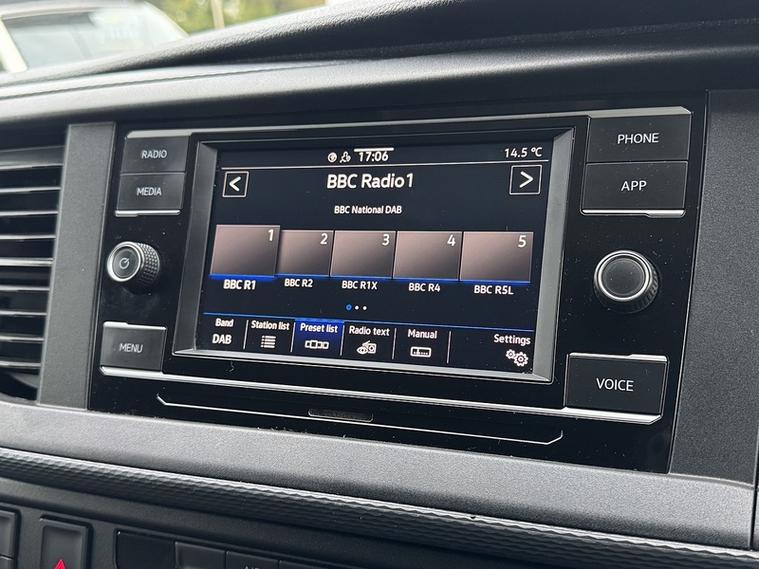 RADIO
MEDIA
MENU
17:06
14.5 °C
BBC Radio1
BBC National DAB
1
2
3
4
5
BBC R1
BBC R2
BBC R1X
BBC R4
BBC R5L
Band
DAB
Station list
Preset list
Radio text
Manual
Settings
PHONE
APP
VOICE